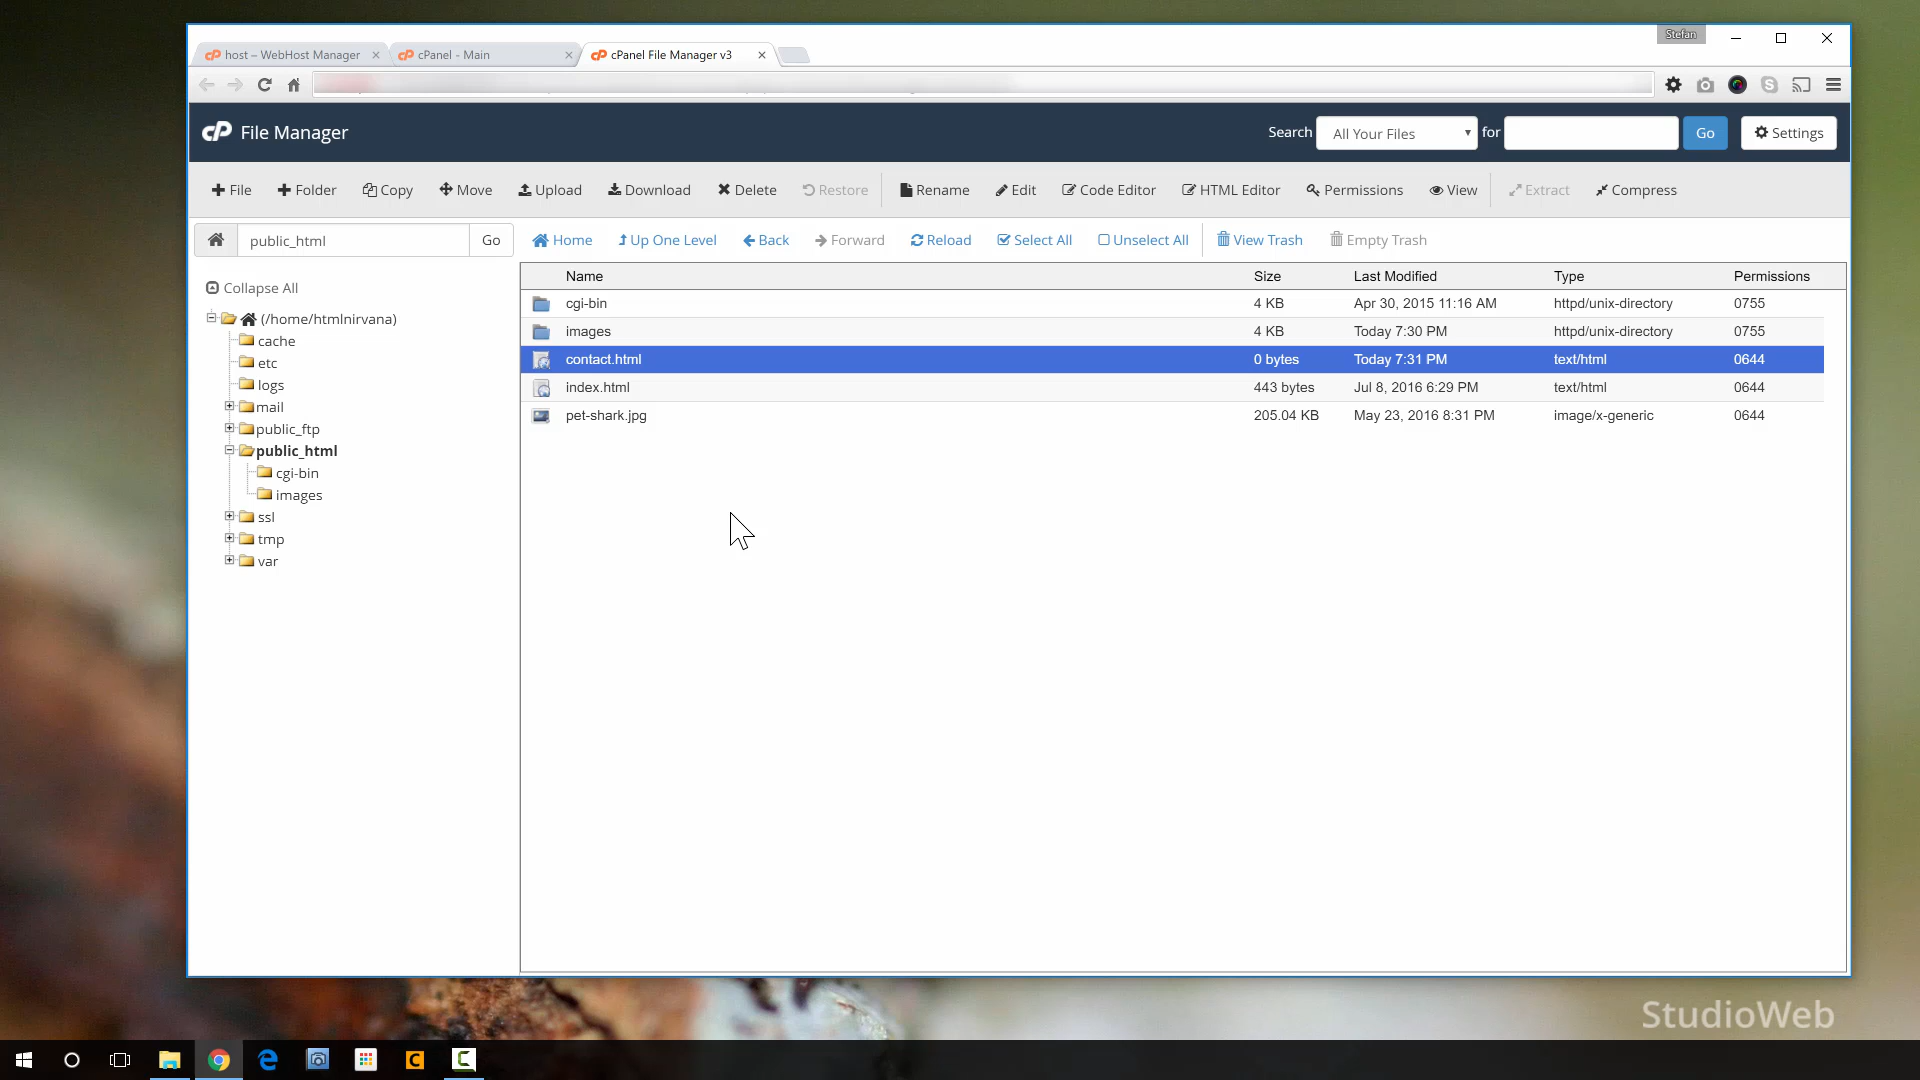 Stefan
host – WebHost Manager
cPanel - Main
cPanel File Manager v3
cP File Manager
Search All Your Files for Go Settings
File Folder Copy Move Upload Download Delete Restore Rename Edit Code Editor HTML Editor Permissions View Extract Compress
public_html Go Home Up One Level Back Forward Reload Select All Unselect All View Trash Empty Trash
Collapse All
(/home/htmlnirvana)
cache
etc
logs
mail
public_ftp
public_html
cgi-bin
images
ssl
tmp
var
Name Size Last Modified Type Permissions
cgi-bin 4 KB Apr 30, 2015 11:16 AM httpd/unix-directory 0755
images 4 KB Today 7:30 PM httpd/unix-directory 0755
contact.html 0 bytes Today 7:31 PM text/html 0644
index.html 443 bytes Jul 8, 2016 6:29 PM text/html 0644
pet-shark.jpg 205.04 KB May 23, 2016 8:31 PM image/x-generic 0644
StudioWeb